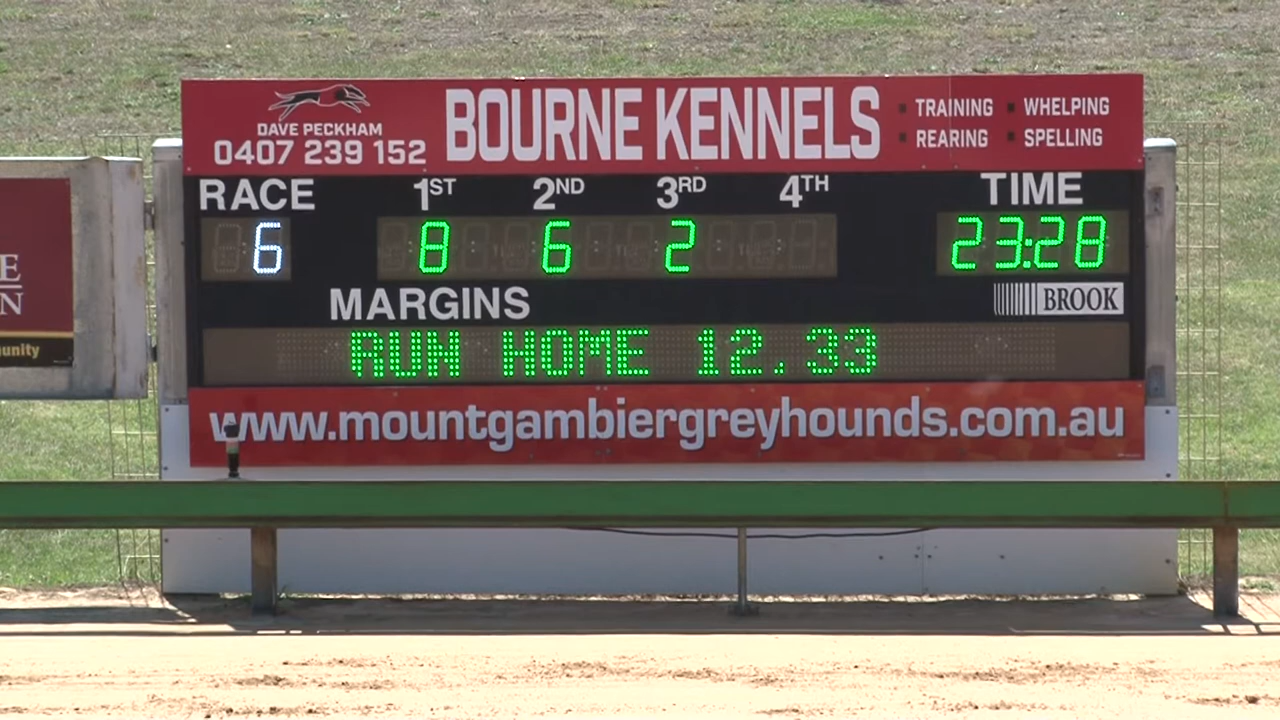 BOURNE KENNELS
DAVE PECKHAM
0407 239 152
TRAINING WHELPING
REARING SPELLING
RACE 1ST 2ND 3RD 4TH TIME
6 8 6 2 23:28
MARGINS
BROOK
RUN HOME 12.33
www.mountgambiergreyhounds.com.au
E
N
unity